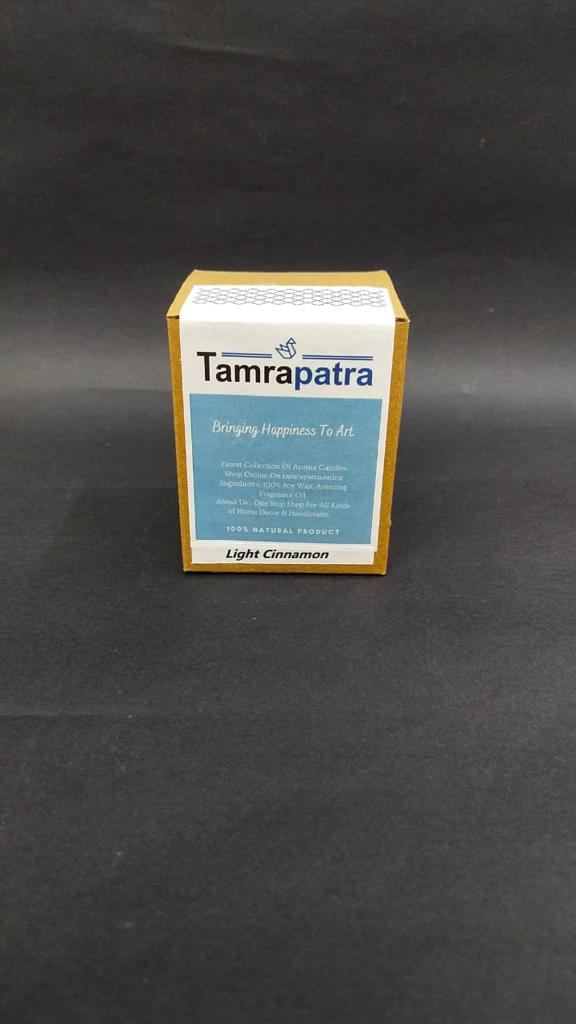 Tamrapatra
Bringing Happiness To Art
Finest Collection Of Aroma Candles
Shop Online On tamrapatra.online
Ingredients: 100% Soy Wax, Amazing
Fragrance Oil.
About Us : One Stop Shop For All Kinds
of Home Decor & Handicrafts.
100% NATURAL PRODUCT
Light Cinnamon